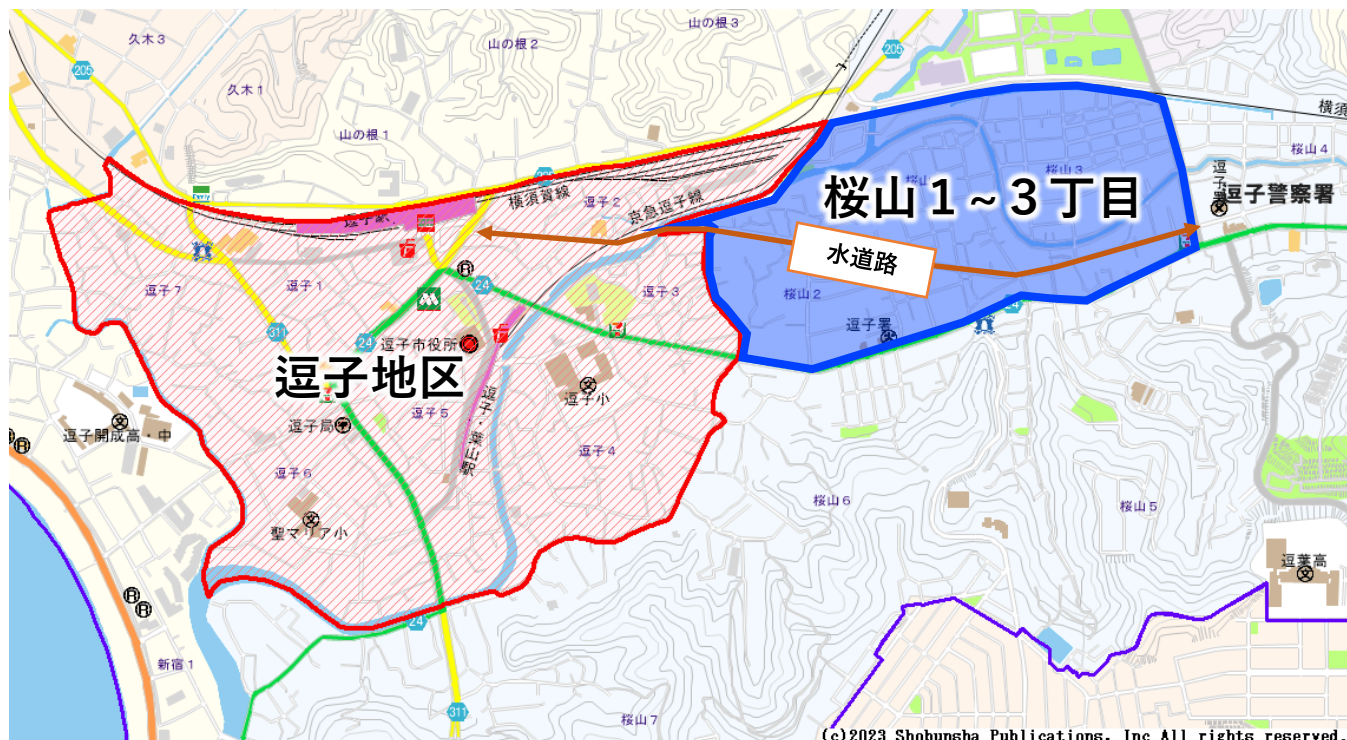 久木3
山の根2
山の根3
205
205
久木1
山の根1
桜山4
桜山3
桜山1～3丁目
逗子警察署
逗子駅
横須賀線
逗子2
京急逗子線
水道路
逗子7
逗子1
24
逗子3
桜山2
逗子署
24
311
24
逗子市役所
逗子地区
逗子小
逗子開成高・中
逗子局
逗子5
逗子・葉山駅
逗子4
逗子6
桜山6
桜山5
聖マリア小
逗葉高
24
新宿1
311
桜山7
(c)2023 Shobunsha Publications, Inc All rights reserved.